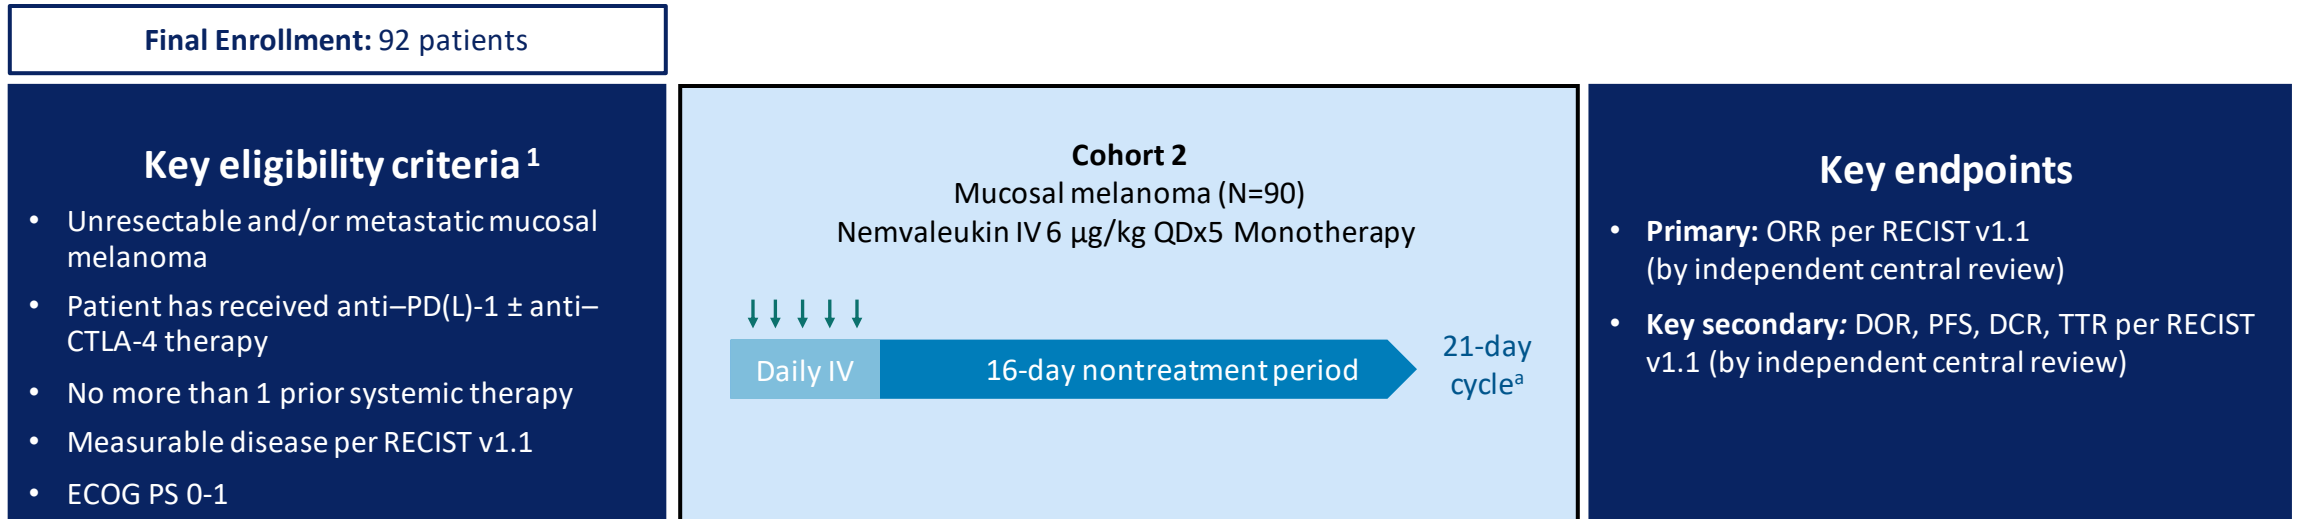 Final Enrollment: 92 patients
Key eligibility criteria 1
• Unresectable and/or metastatic mucosal
melanoma
• Patient has received anti–PD(L)-1 ± anti–
CTLA-4 therapy
• No more than 1 prior systemic therapy
• Measurable disease per RECIST v1.1
• ECOG PS 0-1
Cohort 2
Mucosal melanoma (N=90)
Nemvaleukin IV 6 µg/kg QDx5 Monotherapy
Daily IV
16-day nontreatment period
21-day
cycleᵃ
Key endpoints
• Primary: ORR per RECIST v1.1
(by independent central review)
• Key secondary: DOR, PFS, DCR, TTR per RECIST
v1.1 (by independent central review)